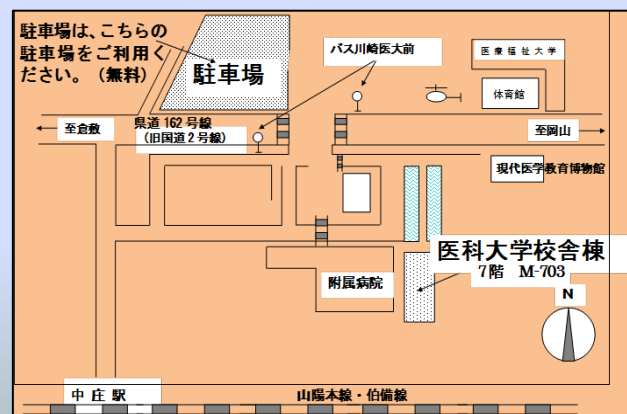 駐車場は、こちらの
駐車場をご利用く
ださい。（無料）
駐車場
バス川崎医大前
医療福祉大学
体育館
至倉敷
県道162号線
（旧国道2号線）
至岡山
現代医学教育博物館
医科大学校舎棟
7階 M-703
附属病院
N
中庄駅
山陽本線・伯備線